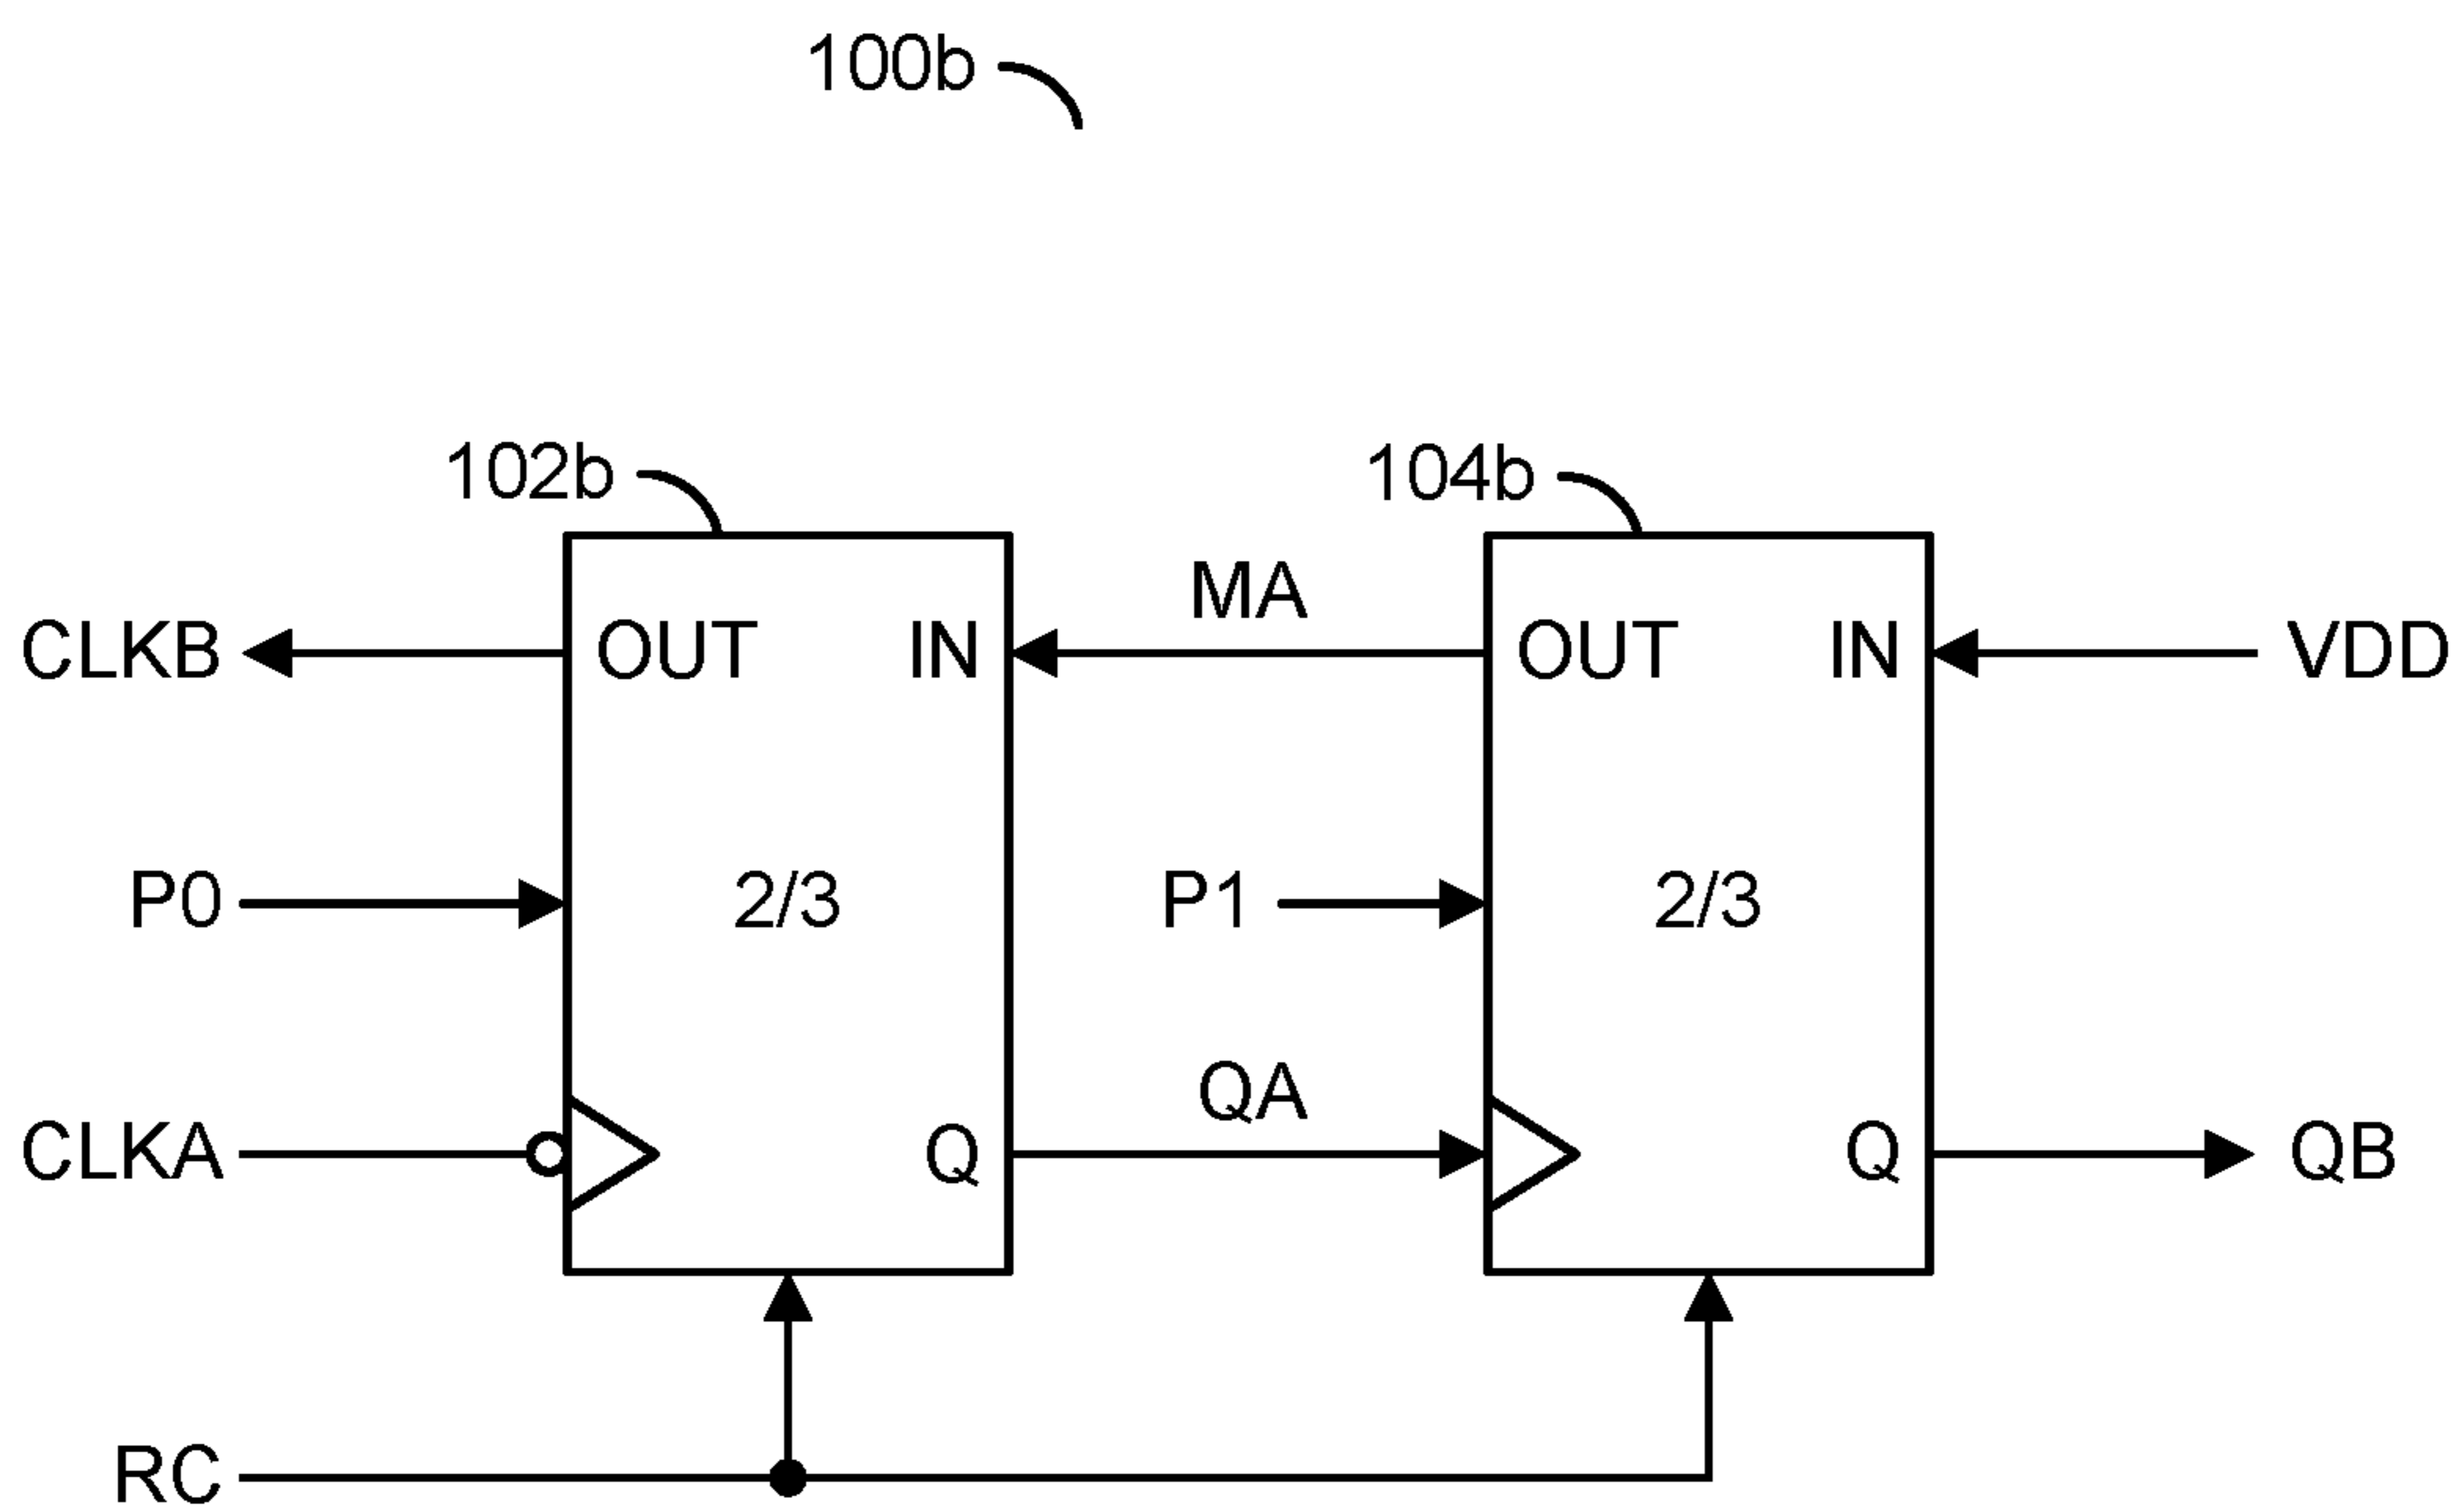 100b
102b
104b
MA
CLKB
OUT
IN
OUT
IN
VDD
P0
2/3
P1
2/3
QA
CLKA
Q
Q
QB
RC